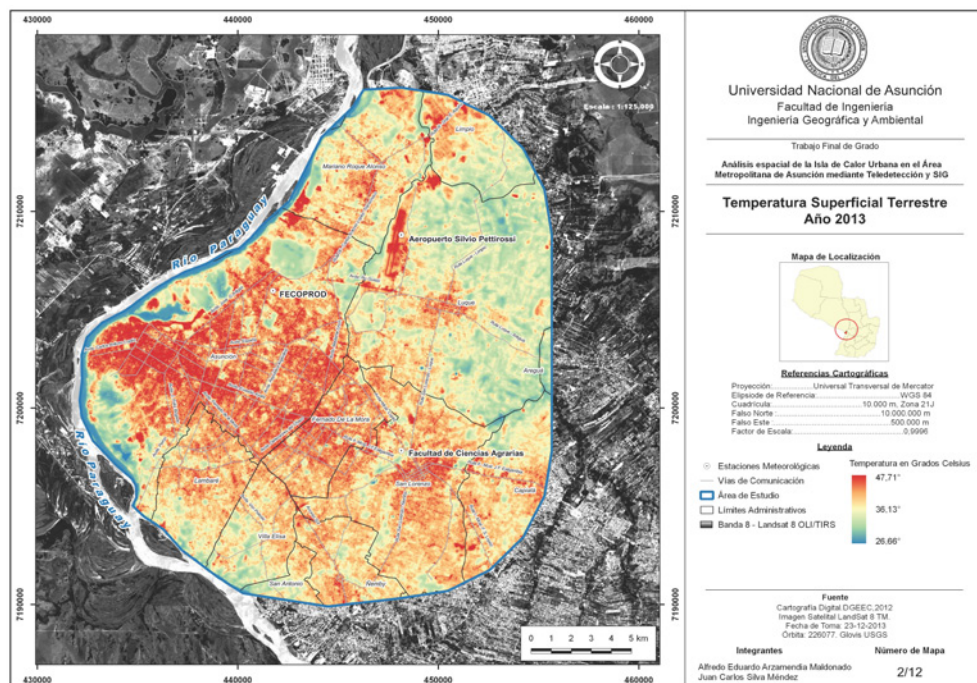 430000
440000
450000
460000
430000
440000
450000
460000
7210000
7200000
7190000
7210000
7200000
7190000
Escala : 1:125.000
Limpio
Mariano Roque Alonso
Río Paraguay
Aeropuerto Silvio Pettirossi
FECOPROD
Luque
Asunción
Areguá
Fernado De La Mora
Facultad de Ciencias Agrarias
San Lorenzo
Capiatá
Lambaré
Río Paraguay
Villa Elisa
San Antonio
Ñemby
0 1 2 3 4 5 km
Universidad Nacional de Asunción
Facultad de Ingeniería
Ingeniería Geográfica y Ambiental
Trabajo Final de Grado
Análisis espacial de la Isla de Calor Urbana en el Área
Metropolitana de Asunción mediante Teledetección y SIG
Temperatura Superficial Terrestre
Año 2013
Mapa de Localización
Referencias Cartográficas
Proyección: Universal Transversal de Mercator
Elipsoide de Referencia: WGS 84
Cuadrícula: 10.000 m, Zona 21J
Falso Norte: 10.000.000 m
Falso Este: 500.000 m
Factor de Escala: 0,9996
Leyenda
Estaciones Meteorológicas
Vías de Comunicación
Área de Estudio
Límites Administrativos
Banda 8 - Landsat 8 OLI/TIRS
Temperatura en Grados Celsius
47,71°
36.13°
26.66°
Fuente
Cartografía Digital.DGEEC.2012
Imagen Satelital LandSat 8 TM.
Fecha de Toma: 23-12-2013
Órbita: 226077. Glovis USGS
Integrantes
Alfredo Eduardo Arzamendia Maldonado
Juan Carlos Silva Méndez
Número de Mapa
2/12